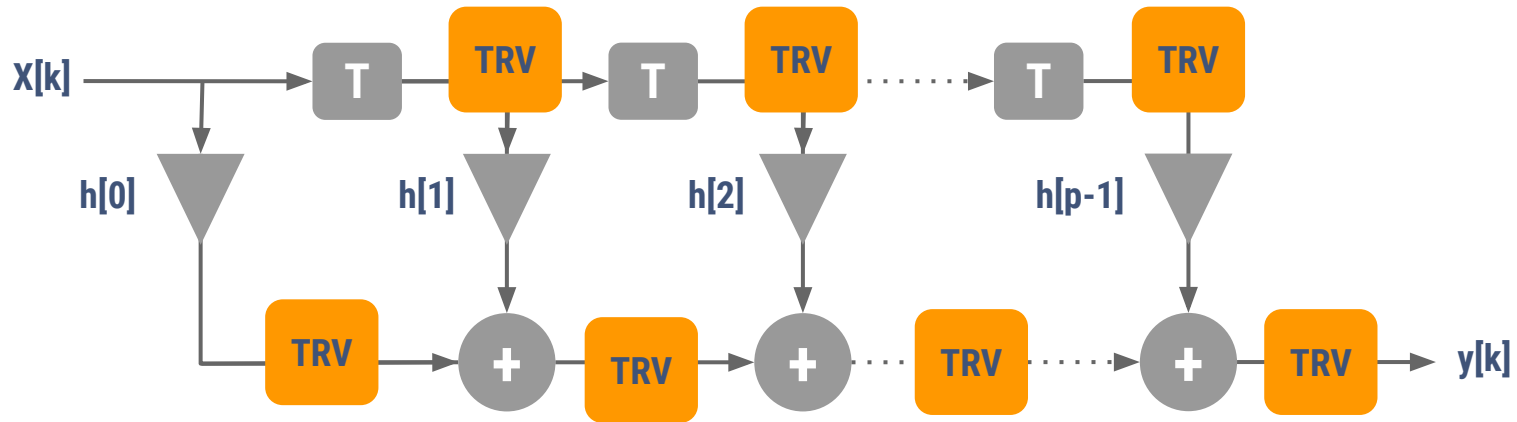 X[k] T TRV T TRV T TRV
h[0] h[1] h[2] h[p-1]
TRV + TRV + TRV + TRV y[k]